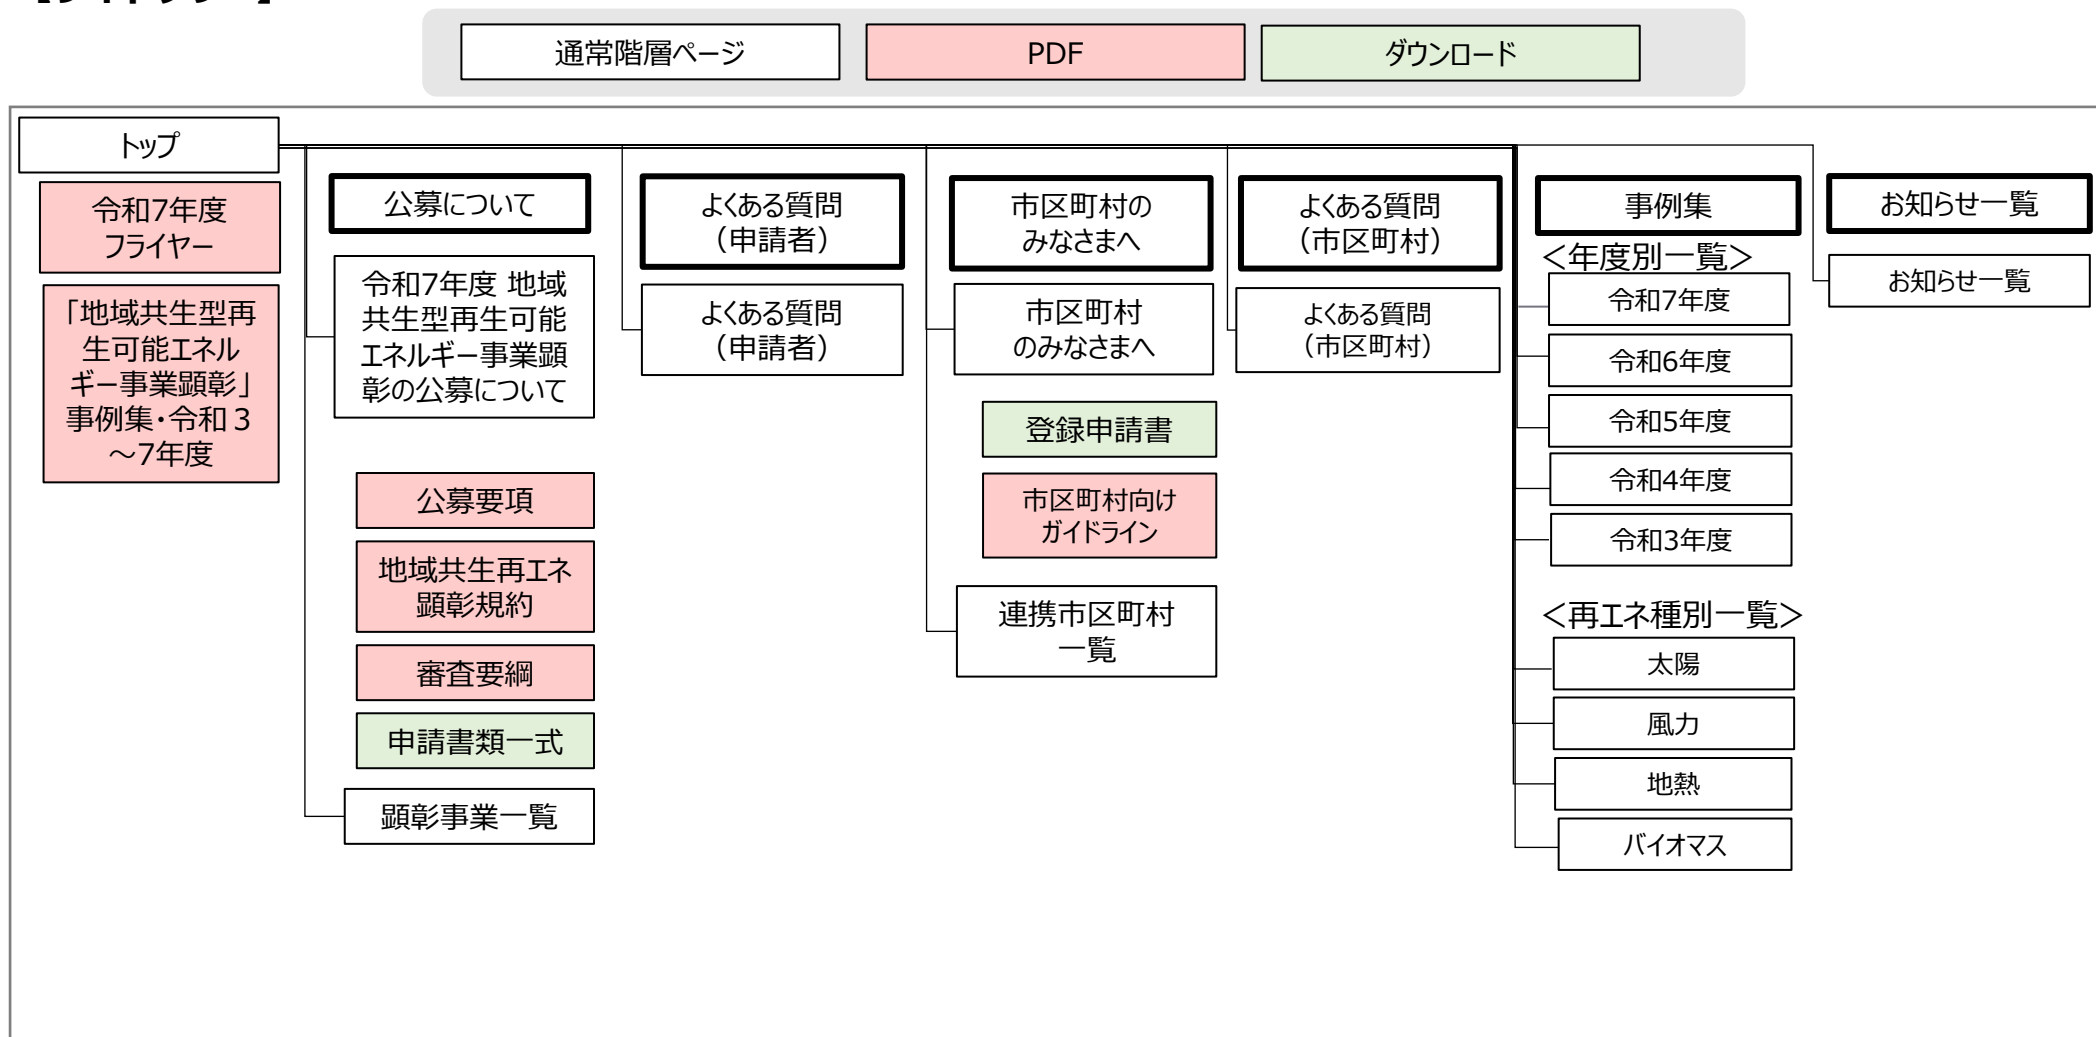 通常階層ページ
PDF
ダウンロード
トップ
令和7年度
フライヤー
「地域共生型再
生可能エネル
ギー事業顕彰」
事例集・令和3
～7年度
公募について
令和7年度 地域
共生型再生可能
エネルギー事業顕
彰の公募について
公募要項
地域共生再エネ
顕彰規約
審査要綱
申請書類一式
顕彰事業一覧
よくある質問
（申請者）
よくある質問
（申請者）
市区町村の
みなさまへ
市区町村
のみなさまへ
登録申請書
市区町村向け
ガイドライン
連携市区町村
一覧
よくある質問
（市区町村）
よくある質問
（市区町村）
事例集
＜年度別一覧＞
令和7年度
令和6年度
令和5年度
令和4年度
令和3年度
＜再エネ種別一覧＞
太陽
風力
地熱
バイオマス
お知らせ一覧
お知らせ一覧